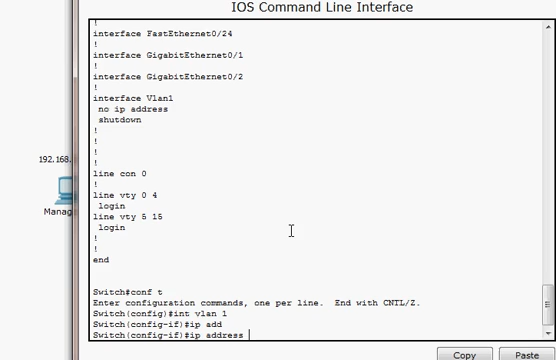 IOS Command Line Interface
!
interface FastEthernet0/24
!
interface GigabitEthernet0/1
!
interface GigabitEthernet0/2
!
interface Vlan1
 no ip address
 shutdown
!
!
!
!
line con 0
!
line vty 0 4
 login
line vty 5 15
 login
!
!
end
Switch#conf t
Enter configuration commands, one per line.  End with CNTL/Z.
Switch(config)#int vlan 1
Switch(config-if)#ip add
Switch(config-if)#ip address
192.168.
Manag
Copy
Paste